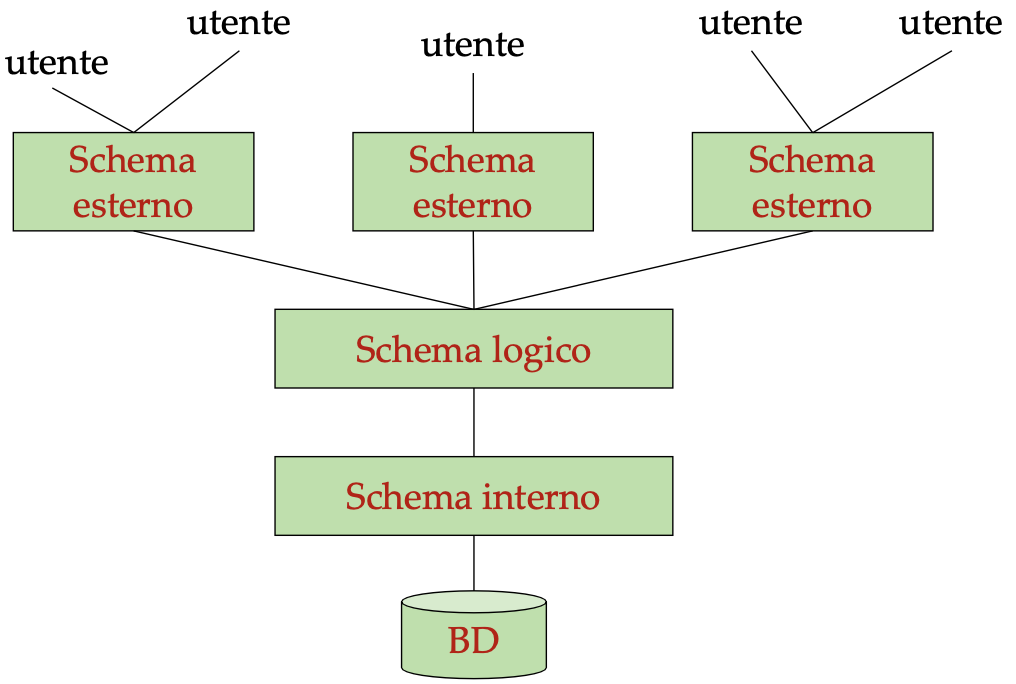 utente
utente
utente
utente
utente
Schema
esterno
Schema
esterno
Schema
esterno
Schema logico
Schema interno
BD